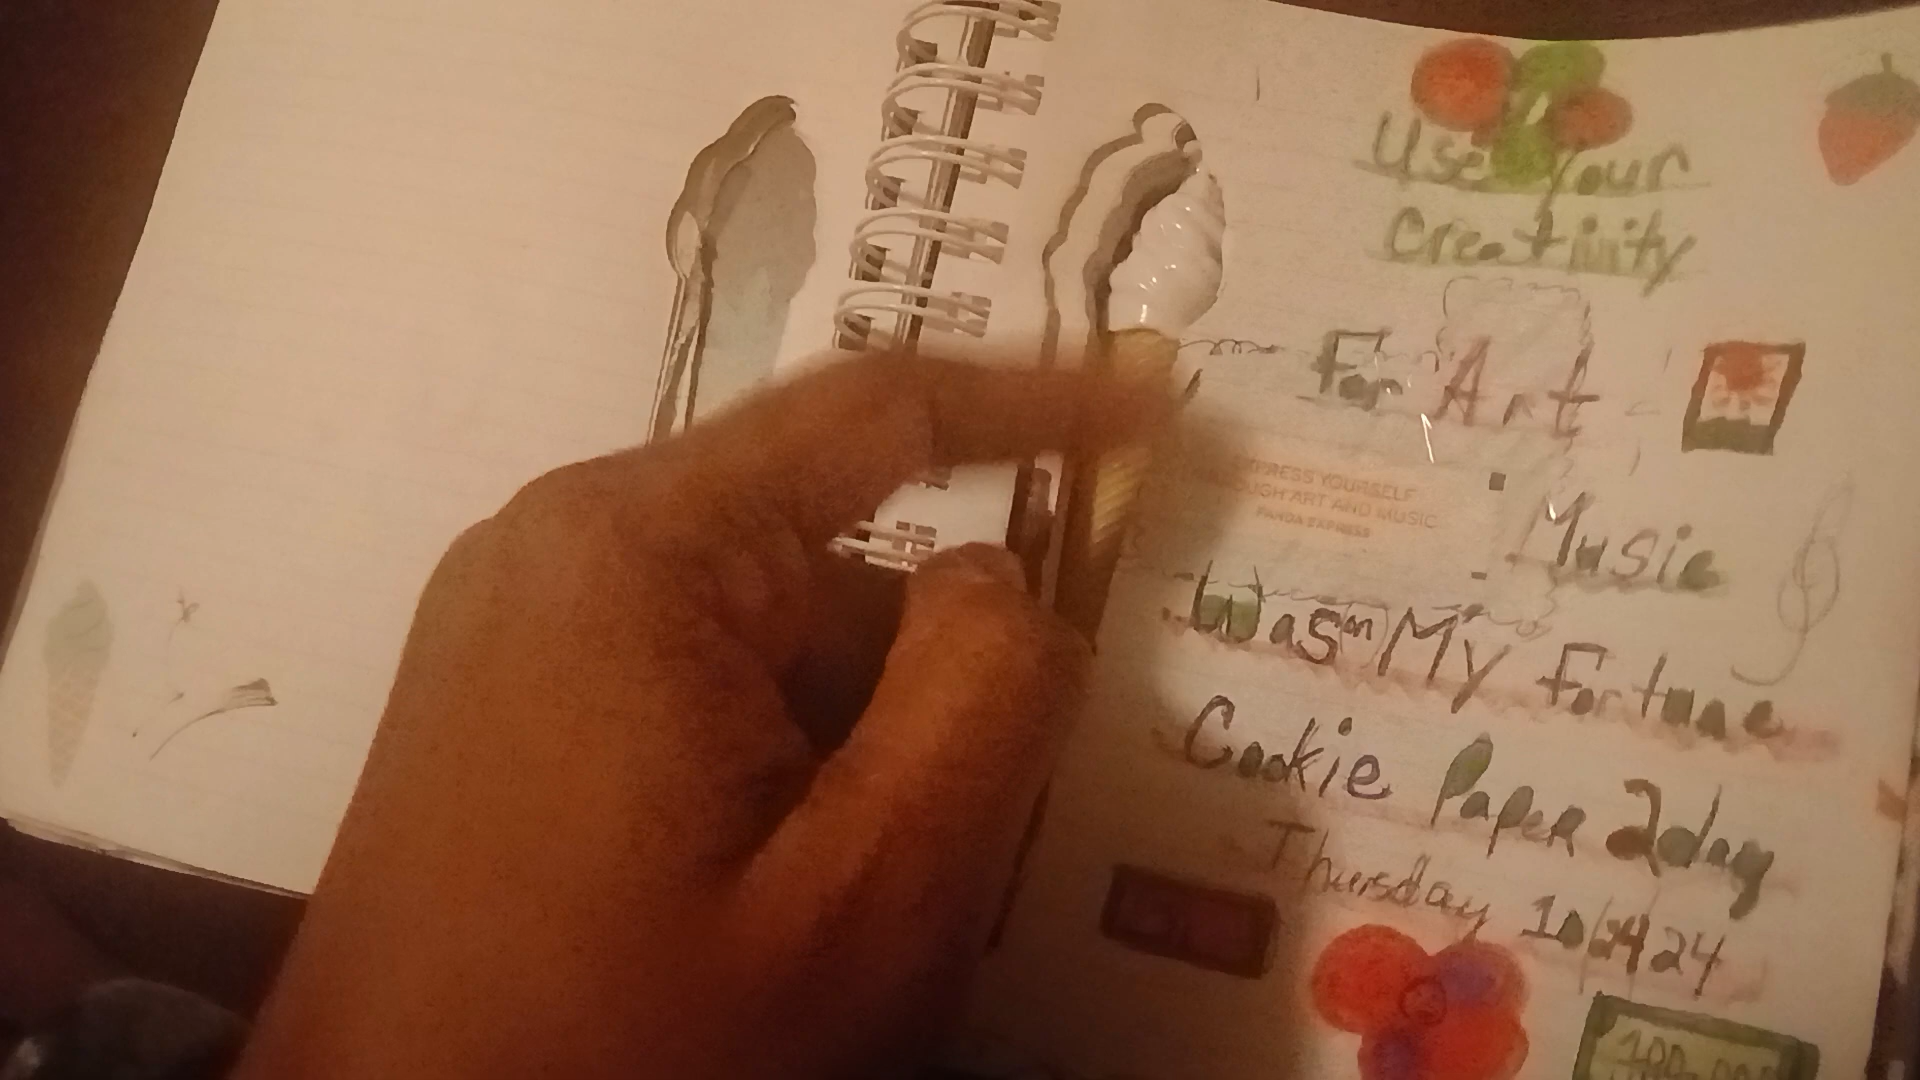 Use Your
Creativity
For Art
EXPRESS YOURSELF
THROUGH ART AND MUSIC
PANDA EXPRESS
Music
Was on My Fortune
Cookie Paper 2day
Thursday 10/24 24